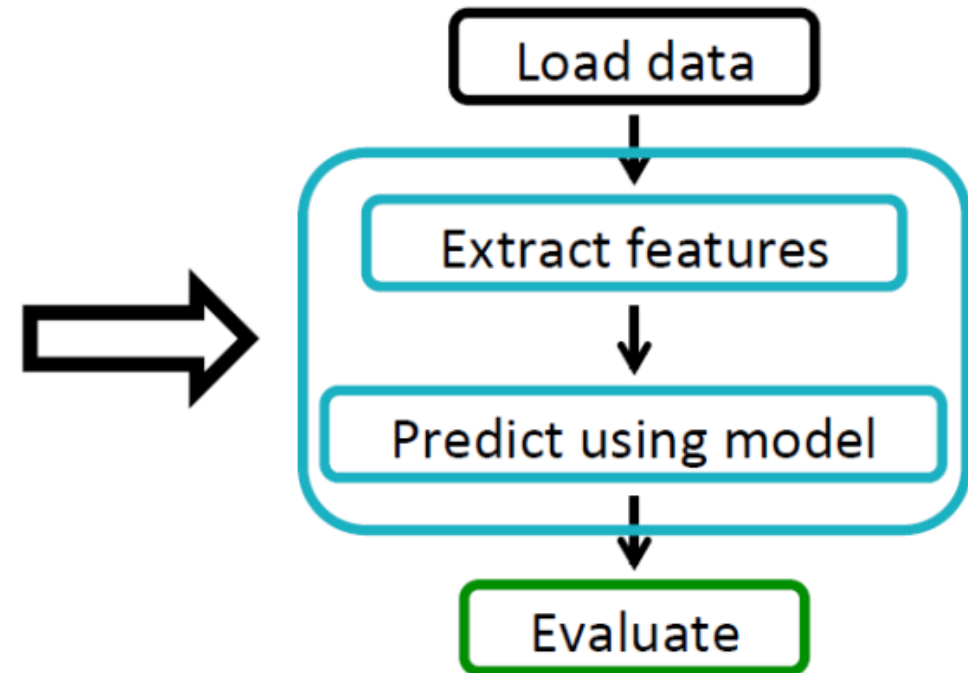 Load data
Extract features
Predict using model
Evaluate